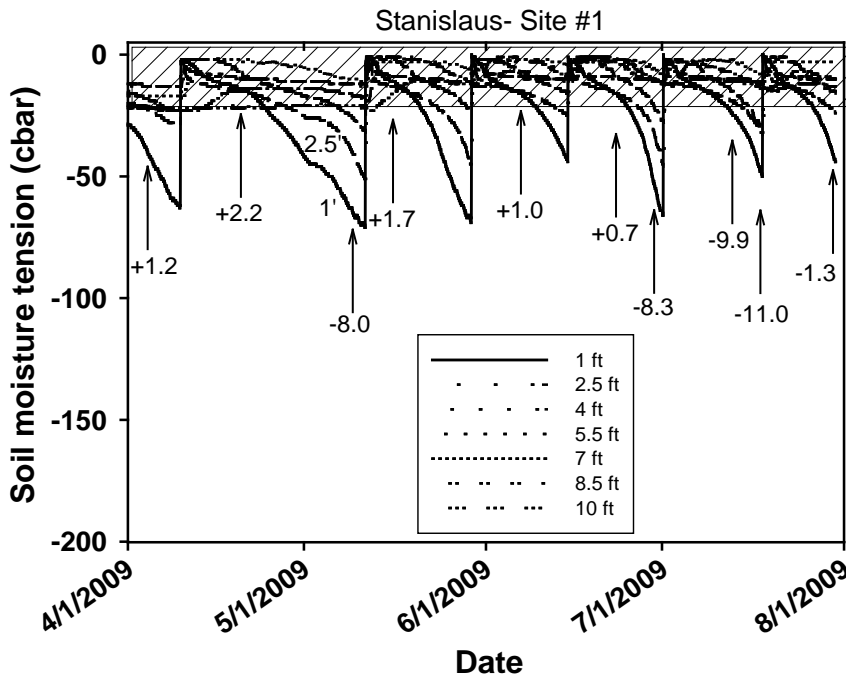 Stanislaus- Site #1
Soil moisture tension (cbar)
0
-50
-100
-150
-200
2.5'
1'
+1.2
+2.2
+1.7
+1.0
+0.7
-9.9
-1.3
-8.0
-8.3
-11.0
1 ft
2.5 ft
4 ft
5.5 ft
7 ft
8.5 ft
10 ft
4/1/2009
5/1/2009
6/1/2009
7/1/2009
8/1/2009
Date